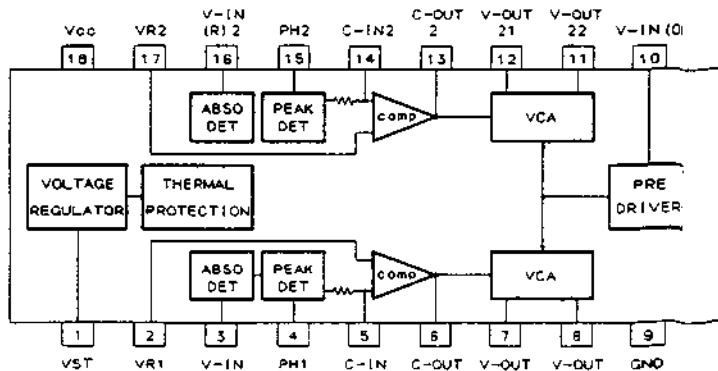 V-IN
C-OUT
V-OUT
V-OUT
Vcc
VR2
(R)2
PH2
C-IN2
2
21
22
V-IN(0)
18
17
16
15
14
13
12
11
10
ABSO
DET
PEAK
DET
comp
VCA
VOLTAGE
REGULATOR
THERMAL
PROTECTION
PRE
DRIVER
ABSO
DET
PEAK
DET
comp
VCA
1
2
3
4
5
6
7
8
9
VST
VR1
V-IN
PH1
C-IN
C-OUT
V-OUT
V-OUT
GND